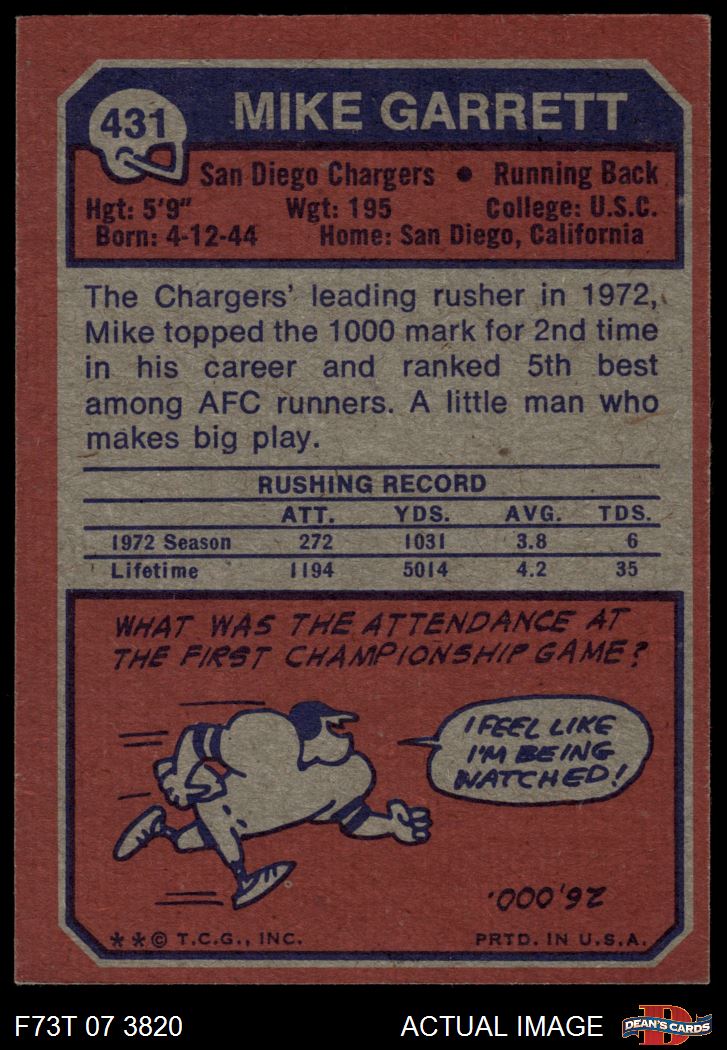 431
MIKE GARRETT
San Diego Chargers • Running Back
Hgt: 5'9" Wgt: 195 College: U.S.C.
Born: 4-12-44 Home: San Diego, California
The Chargers' leading rusher in 1972,
Mike topped the 1000 mark for 2nd time
in his career and ranked 5th best
among AFC runners. A little man who
makes big play.
RUSHING RECORD
ATT. YDS. AVG. TDS.
1972 Season 272 1031 3.8 6
Lifetime 1194 5014 4.2 35
WHAT WAS THE ATTENDANCE AT
THE FIRST CHAMPIONSHIP GAME?
I FEEL LIKE
I'M BEING
WATCHED!
26,000.
**© T.C.G., INC. PRTD. IN U.S.A.
F73T 07 3820 ACTUAL IMAGE D DEAN'S CARDS